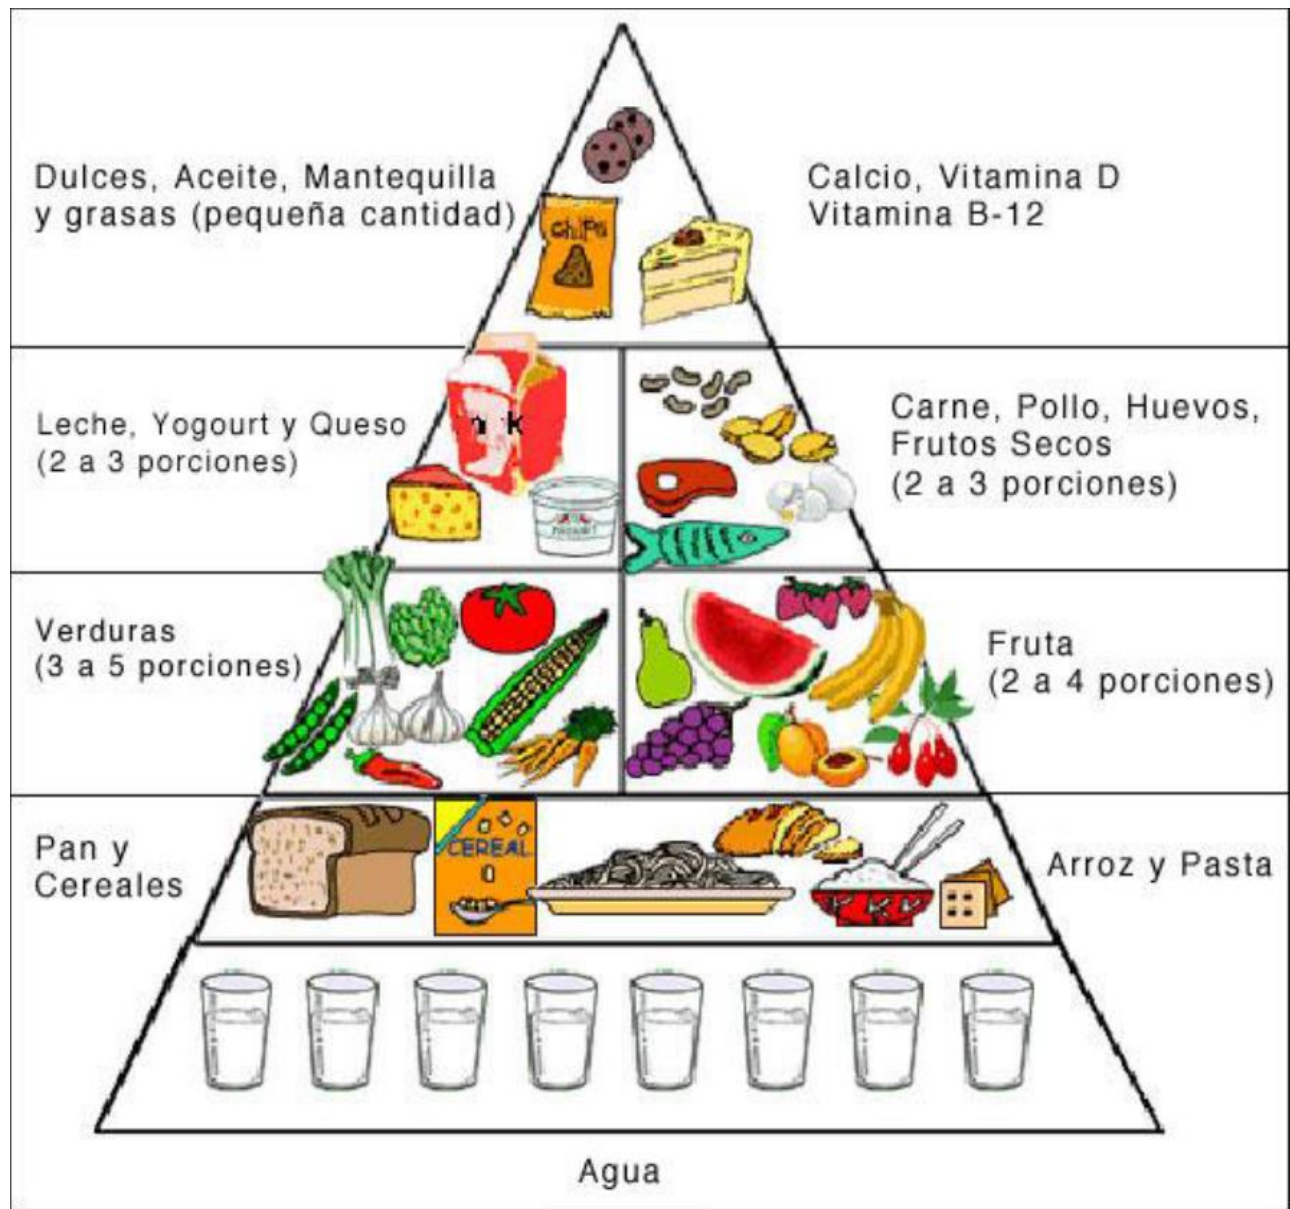 Dulces, Aceite, Mantequilla
y grasas (pequeña cantidad)
Calcio, Vitamina D
Vitamina B-12
Chips
Leche, Yogourt y Queso
(2 a 3 porciones)
Carne, Pollo, Huevos,
Frutos Secos
(2 a 3 porciones)
Verduras
(3 a 5 porciones)
Fruta
(2 a 4 porciones)
Pan y
Cereales
CEREAL
Arroz y Pasta
Agua